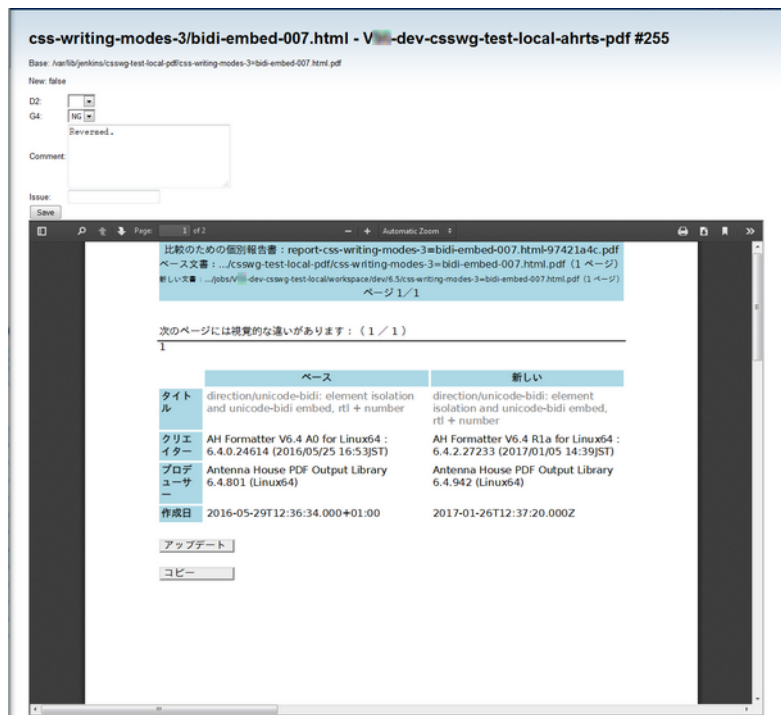 css-writing-modes-3/bidi-embed-007.html - V -dev-csswg-test-local-ahrts-pdf #255
Base: /var/lib/jenkins/csswg-test-local-pdf/css-writing-modes-3=bidi-embed-007.html.pdf
New: false
D2:
G4: NG
Reversed.
Comment:
Issue:
Save
Page: 1 of 2 Automatic Zoom
比較のための個別報告書：report-css-writing-modes-3=bidi-embed-007.html-97421a4c.pdf
ベース文書：.../csswg-test-local-pdf/css-writing-modes-3=bidi-embed-007.html.pdf（1 ページ）
新しい文書：.../jobs/V -dev-csswg-test-local/workspace/dev/6.5/css-writing-modes-3=bidi-embed-007.html.pdf（1 ページ）
ページ 1／1
次のページには視覚的な違いがあります：（1／1）
1
ベース 新しい
タイト direction/unicode-bidi: element isolation direction/unicode-bidi: element
ル and unicode-bidi embed, rtl + number isolation and unicode-bidi embed,
rtl + number
クリエ AH Formatter V6.4 A0 for Linux64 : AH Formatter V6.4 R1a for Linux64 :
イター 6.4.0.24614 (2016/05/25 16:53JST) 6.4.2.27233 (2017/01/05 14:39JST)
プロデ Antenna House PDF Output Library Antenna House PDF Output Library
ューサ 6.4.801 (Linux64) 6.4.942 (Linux64)
ー
作成日 2016-05-29T12:36:34.000+01:00 2017-01-26T12:37:20.000Z
アップデート
コピー